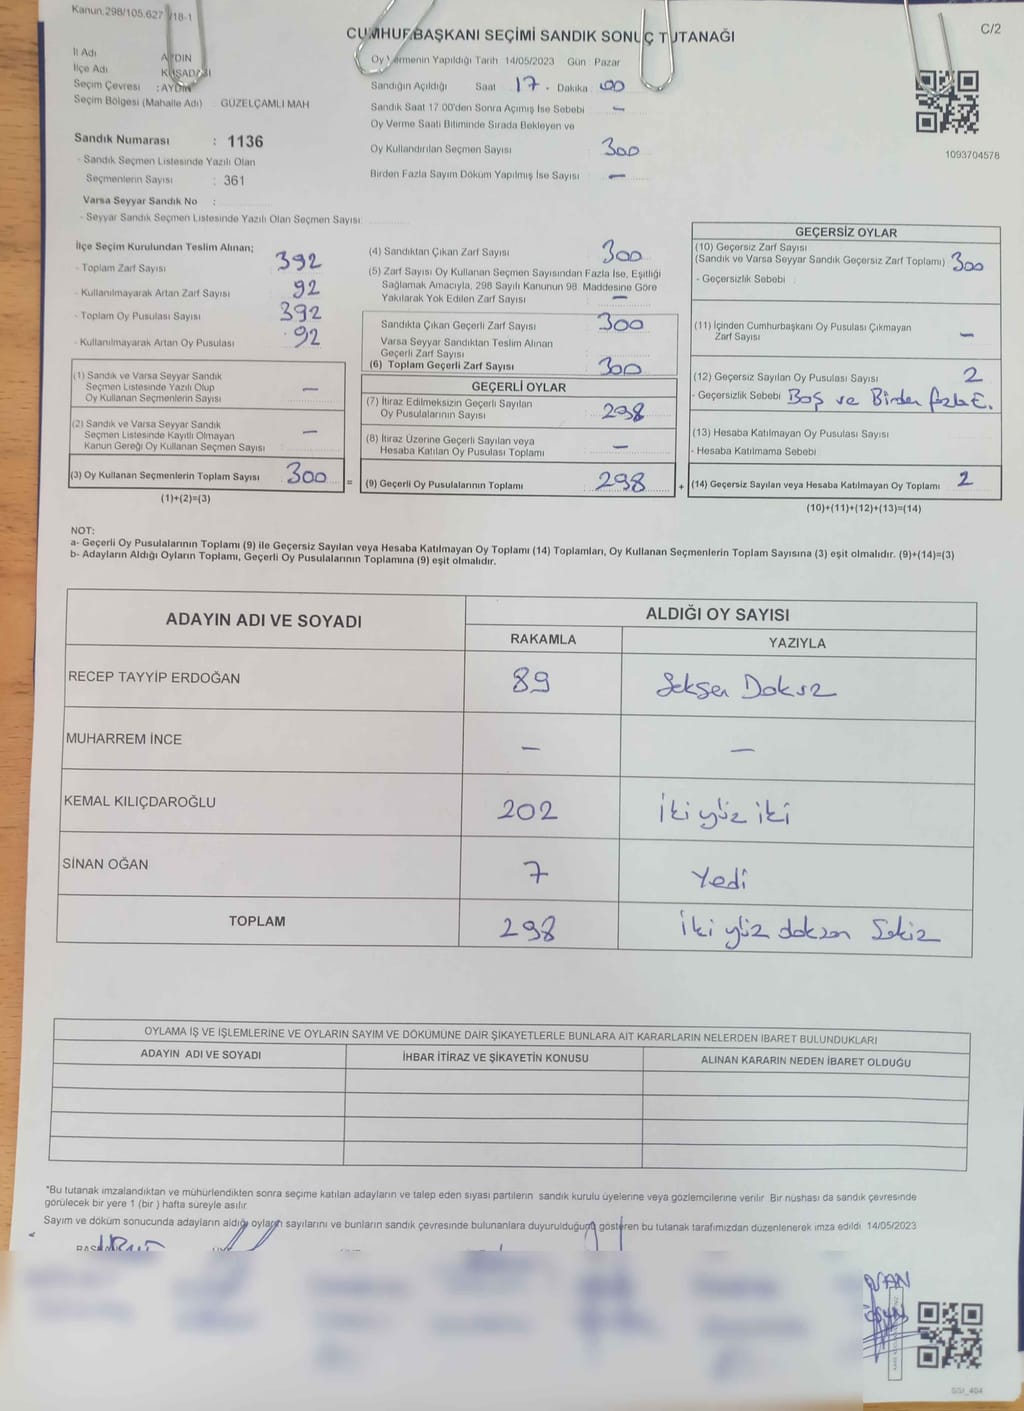 Kanun.298/105.627 /18-1
CUMHURBAŞKANI SEÇİMİ SANDIK SONUÇ TUTANAĞI
C/2
İl Adı AYDIN
İlçe Adı KUŞADASI
Seçim Çevresi : AYDIN
Seçim Bölgesi (Mahalle Adı) : GÜZELÇAMLI MAH
Oy Vermenin Yapıldığı Tarih 14/05/2023 Gün Pazar
Sandığın Açıldığı Saat 17. Dakika : 00
Sandık Saat 17 00'den Sonra Açımış İse Sebebi -
Oy Verme Saati Bitiminde Sırada Bekleyen ve
Oy Kullandırılan Seçmen Sayısı 300
Birden Fazla Sayım Döküm Yapılmış İse Sayısı -
1093704578
Sandık Numarası : 1136
- Sandık Seçmen Listesinde Yazılı Olan
Seçmenlerin Sayısı : 361
Varsa Seyyar Sandık No :
- Seyyar Sandık Seçmen Listesinde Yazılı Olan Seçmen Sayısı
İlçe Seçim Kurulundan Teslim Alınan;
- Toplam Zarf Sayısı 392
- Kullanılmayarak Artan Zarf Sayısı 92
- Toplam Oy Pusulası Sayısı 392
- Kullanılmayarak Artan Oy Pusulası 92
(1) Sandık ve Varsa Seyyar Sandık
Seçmen Listesinde Yazılı Olup
Oy Kullanan Seçmenlerin Sayısı -
(2) Sandık ve Varsa Seyyar Sandık
Seçmen Listesinde Kayıtlı Olmayan
Kanun Gereği Oy Kullanan Seçmen Sayısı -
(3) Oy Kullanan Seçmenlerin Toplam Sayısı 300
(1)+(2)=(3)
=
(4) Sandıktan Çıkan Zarf Sayısı 300
(5) Zarf Sayısı Oy Kullanan Seçmen Sayısından Fazla İse, Eşitliği
Sağlamak Amacıyla, 298 Sayılı Kanunun 98. Maddesine Göre
Yakılarak Yok Edilen Zarf Sayısı -
Sandıkta Çıkan Geçerli Zarf Sayısı 300
Varsa Seyyar Sandıktan Teslim Alınan
Geçerli Zarf Sayısı
(6) Toplam Geçerli Zarf Sayısı 300
GEÇERLİ OYLAR
(7) İtiraz Edilmeksizin Geçerli Sayılan
Oy Pusulalarının Sayısı 298
(8) İtiraz Üzerine Geçerli Sayılan veya
Hesaba Katılan Oy Pusulası Toplamı -
(9) Geçerli Oy Pusulalarının Toplamı 298
+
GEÇERSİZ OYLAR
(10) Geçersiz Zarf Sayısı
(Sandık ve Varsa Seyyar Sandık Geçersiz Zarf Toplamı) 300
- Geçersizlik Sebebi
(11) İçinden Cumhurbaşkanı Oy Pusulası Çıkmayan
Zarf Sayısı -
(12) Geçersiz Sayılan Oy Pusulası Sayısı 2
- Geçersizlik Sebebi Boş ve Birden fazla E.
(13) Hesaba Katılmayan Oy Pusulası Sayısı
- Hesaba Katılmama Sebebi
(14) Geçersiz Sayılan veya Hesaba Katılmayan Oy Toplamı 2
(10)+(11)+(12)+(13)=(14)
NOT:
a- Geçerli Oy Pusulalarının Toplamı (9) ile Geçersiz Sayılan veya Hesaba Katılmayan Oy Toplamı (14) Toplamları, Oy Kullanan Seçmenlerin Toplam Sayısına (3) eşit olmalıdır. (9)+(14)=(3)
b- Adayların Aldığı Oyların Toplamı, Geçerli Oy Pusulalarının Toplamına (9) eşit olmalıdır.
ADAYIN ADI VE SOYADI ALDIĞI OY SAYISI
RAKAMLA YAZIYLA
RECEP TAYYİP ERDOĞAN 89 Seksen Dokuz
MUHARREM İNCE - -
KEMAL KILIÇDAROĞLU 202 İki yüz iki
SİNAN OĞAN 7 Yedi
TOPLAM 298 İki yüz doksan Sekiz
OYLAMA İŞ VE İŞLEMLERİNE VE OYLARIN SAYIM VE DÖKÜMÜNE DAİR ŞİKAYETLERLE BUNLARA AİT KARARLARIN NELERDEN İBARET BULUNDUKLARI
ADAYIN ADI VE SOYADI İHBAR İTİRAZ VE ŞİKAYETİN KONUSU ALINAN KARARIN NEDEN İBARET OLDUĞU
*Bu tutanak imzalandıktan ve mühürlendikten sonra seçime katılan adayların ve talep eden siyasi partilerin sandık kurulu üyelerine veya gözlemcilerine verilir. Bir nüshası da sandık çevresinde
görülecek bir yere 1 (bir ) hafta süreyle asılır
Sayım ve döküm sonucunda adayların aldığı oyların sayılarını ve bunların sandık çevresinde bulunanlara duyurulduğunu gösteren bu tutanak tarafımızdan düzenlenerek imza edildi 14/05/2023